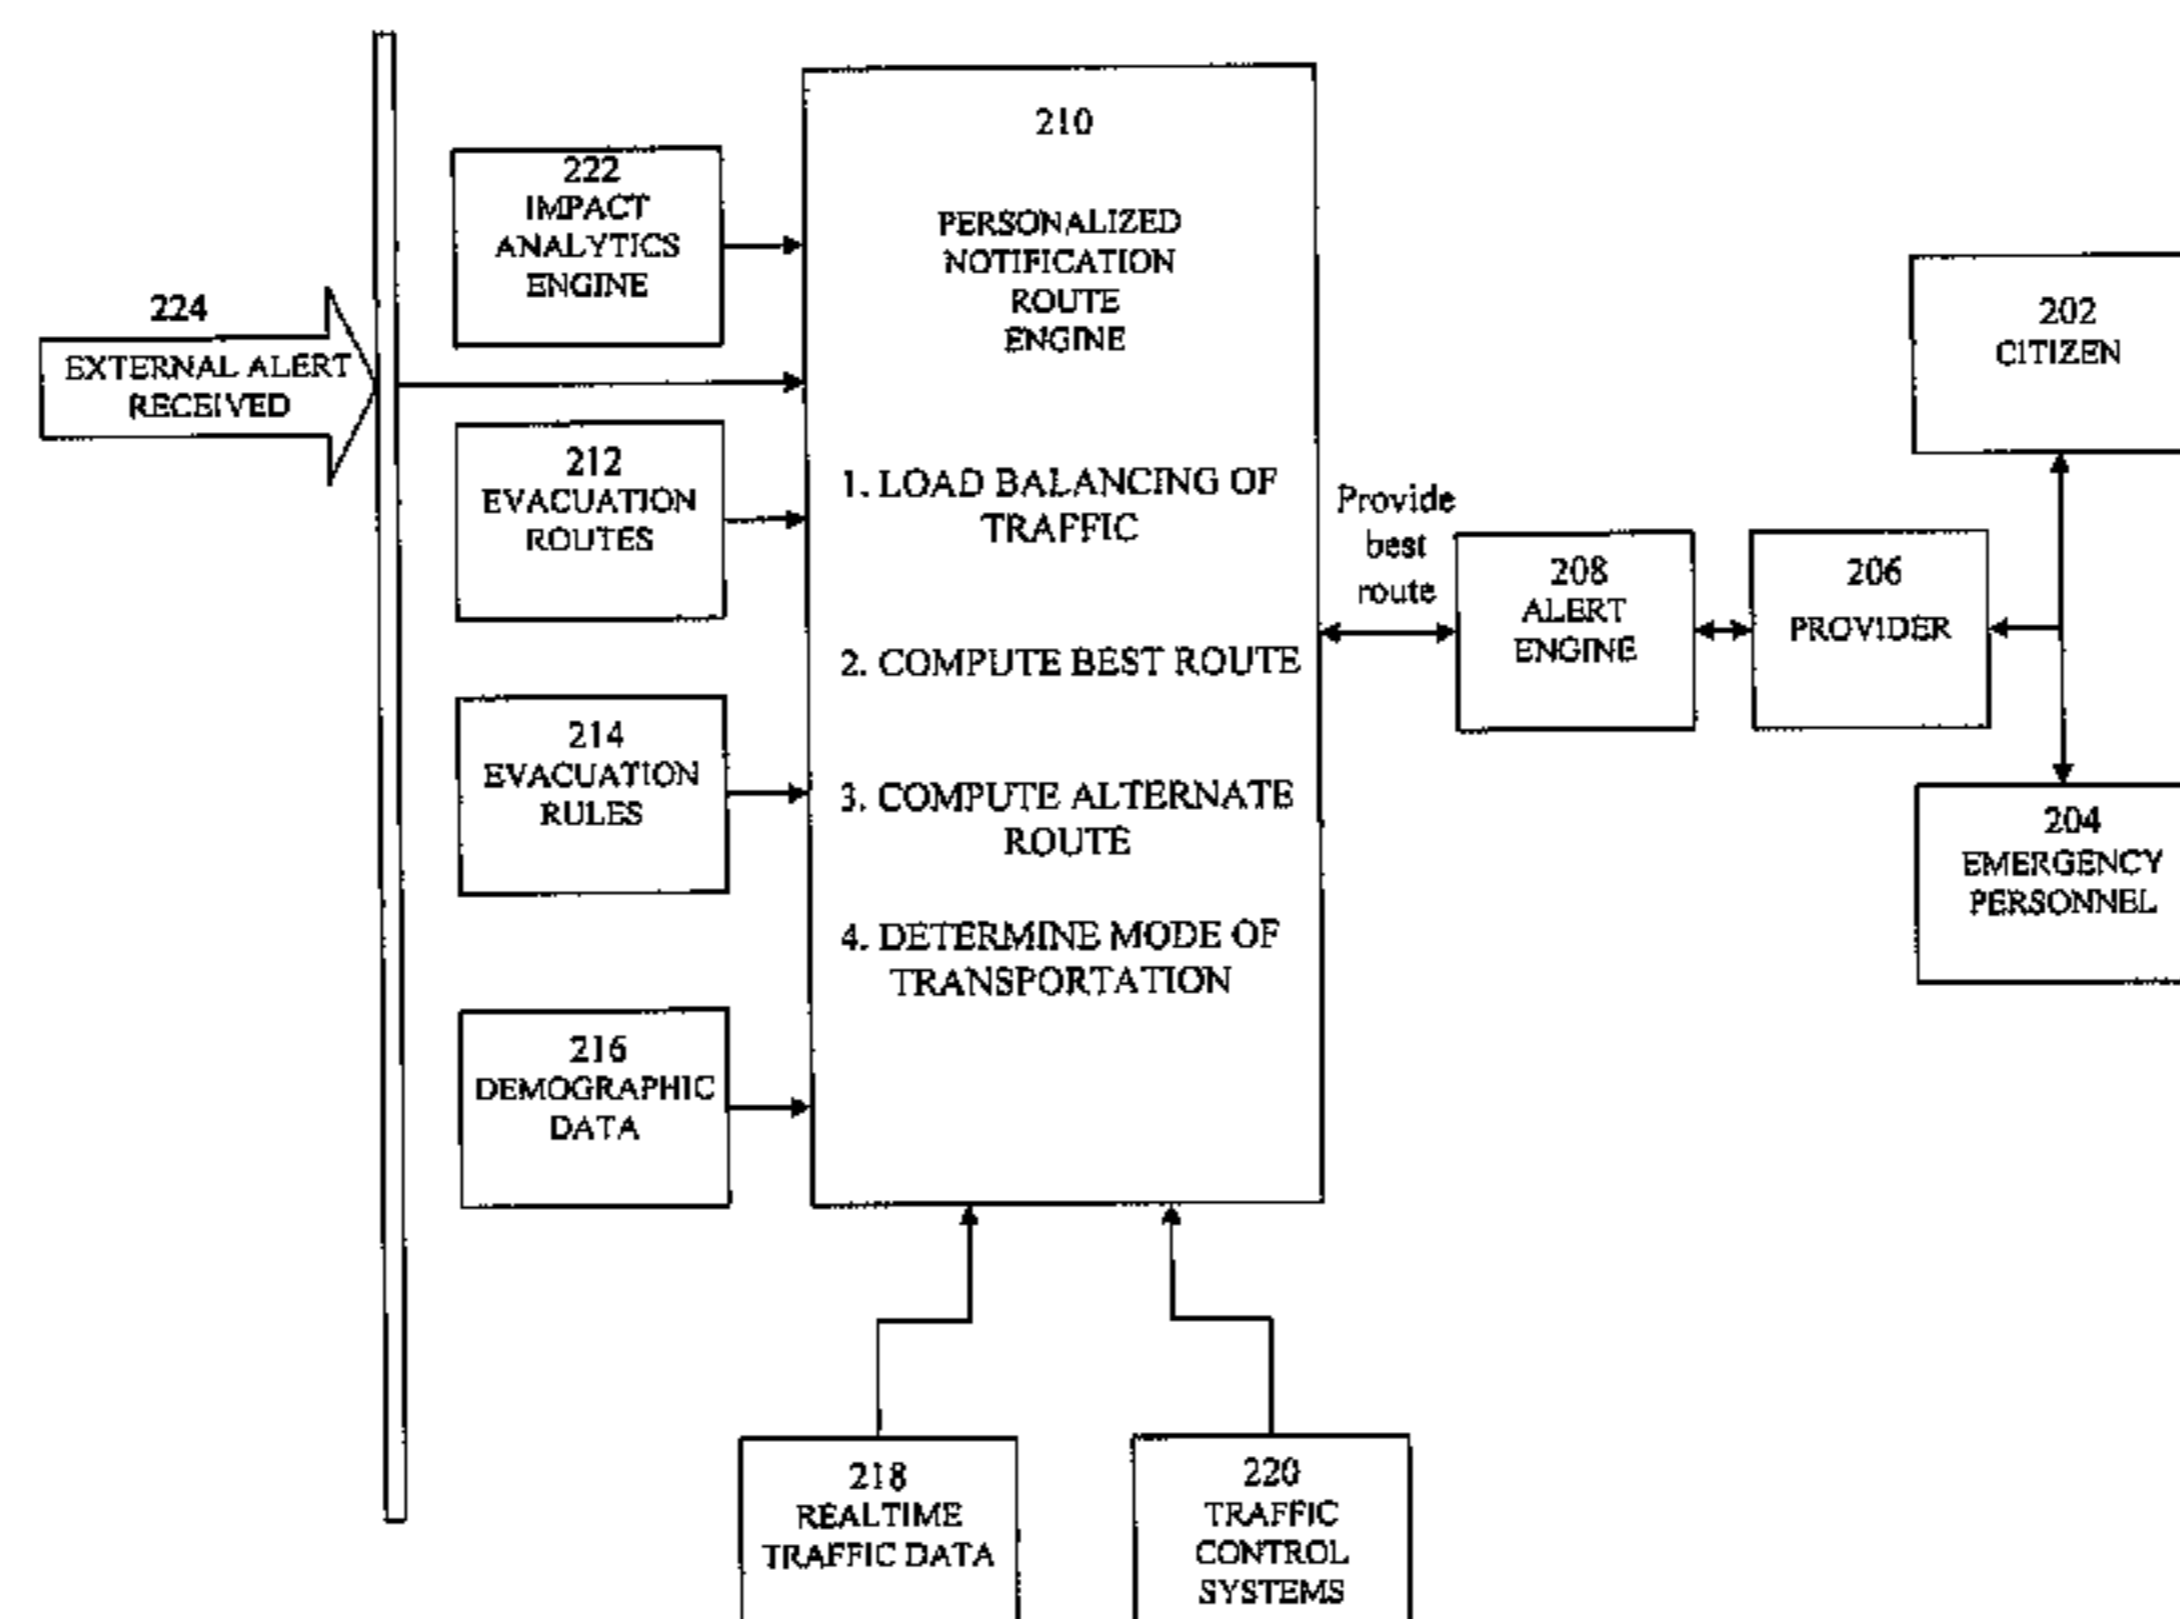 224
EXTERNAL ALERT
RECEIVED
222
IMPACT
ANALYTICS
ENGINE
212
EVACUATION
ROUTES
214
EVACUATION
RULES
216
DEMOGRAPHIC
DATA
210
PERSONALIZED
NOTIFICATION
ROUTE
ENGINE
1. LOAD BALANCING OF
TRAFFIC
2. COMPUTE BEST ROUTE
3. COMPUTE ALTERNATE
ROUTE
4. DETERMINE MODE OF
TRANSPORTATION
Provide
best
route
208
ALERT
ENGINE
206
PROVIDER
202
CITIZEN
204
EMERGENCY
PERSONNEL
218
REALTIME
TRAFFIC DATA
220
TRAFFIC
CONTROL
SYSTEMS